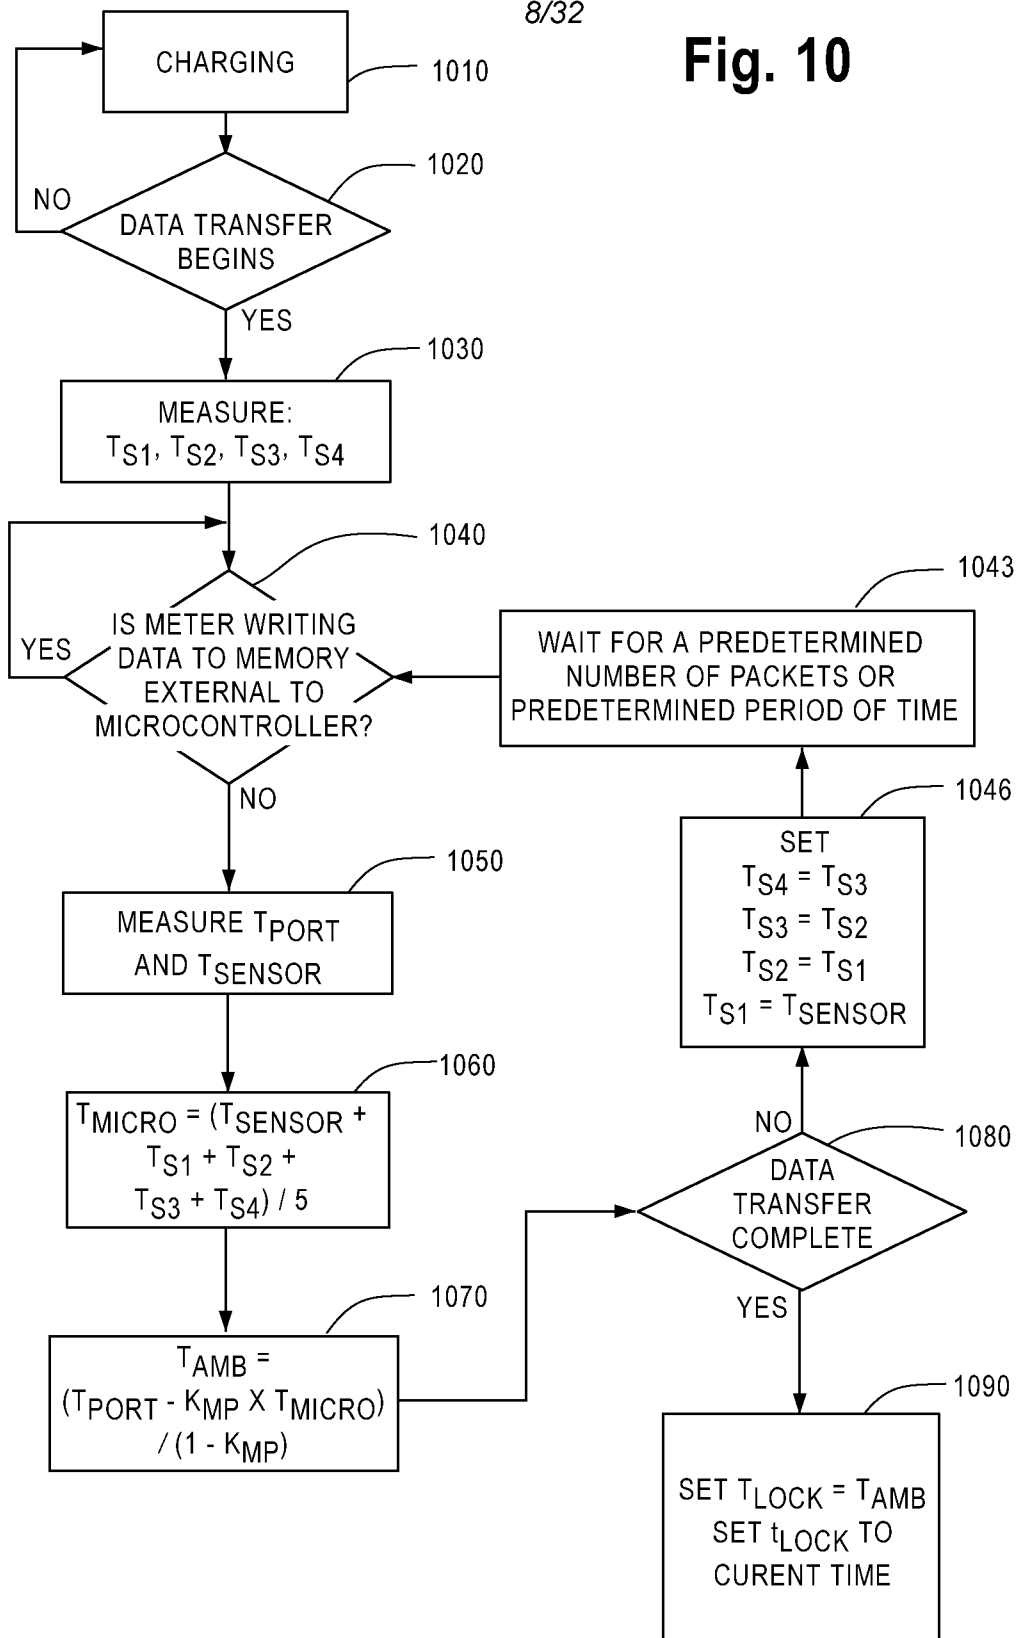 8/32
Fig. 10
CHARGING
1010
1020
NO
DATA TRANSFER
BEGINS
YES
1030
MEASURE:
TS1, TS2, TS3, TS4
1040
IS METER WRITING
DATA TO MEMORY
EXTERNAL TO
MICROCONTROLLER?
YES
NO
1043
WAIT FOR A PREDETERMINED
NUMBER OF PACKETS OR
PREDETERMINED PERIOD OF TIME
1046
SET
TS4 = TS3
TS3 = TS2
TS2 = TS1
TS1 = TSENSOR
1050
MEASURE TPORT
AND TSENSOR
1060
TMICRO = (TSENSOR +
TS1 + TS2 +
TS3 + TS4) / 5
1070
TAMB =
(TPORT - KMP X TMICRO)
/ (1 - KMP)
NO
1080
DATA
TRANSFER
COMPLETE
YES
1090
SET TLOCK = TAMB
SET tLOCK TO
CURENT TIME